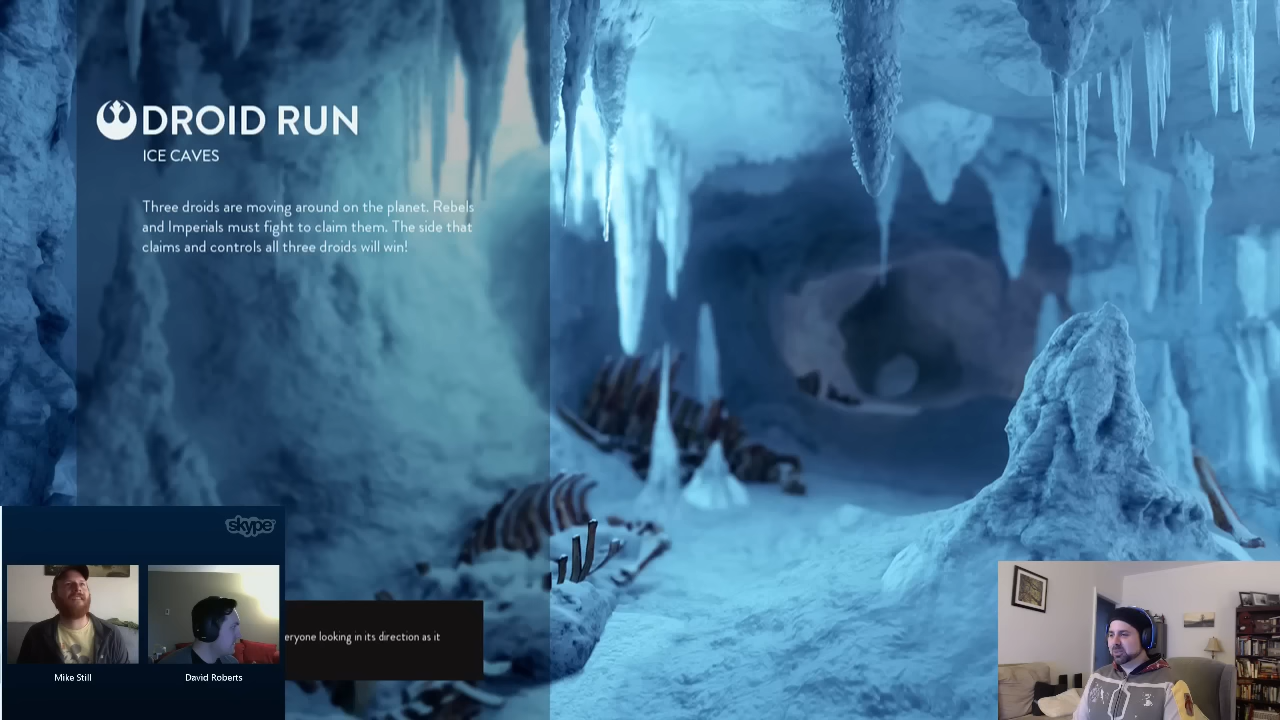 DROID RUN
ICE CAVES
Three droids are moving around on the planet. Rebels
and Imperials must fight to claim them. The side that
claims and controls all three droids will win!
skype
eryone looking in its direction as it
Mike Still
David Roberts